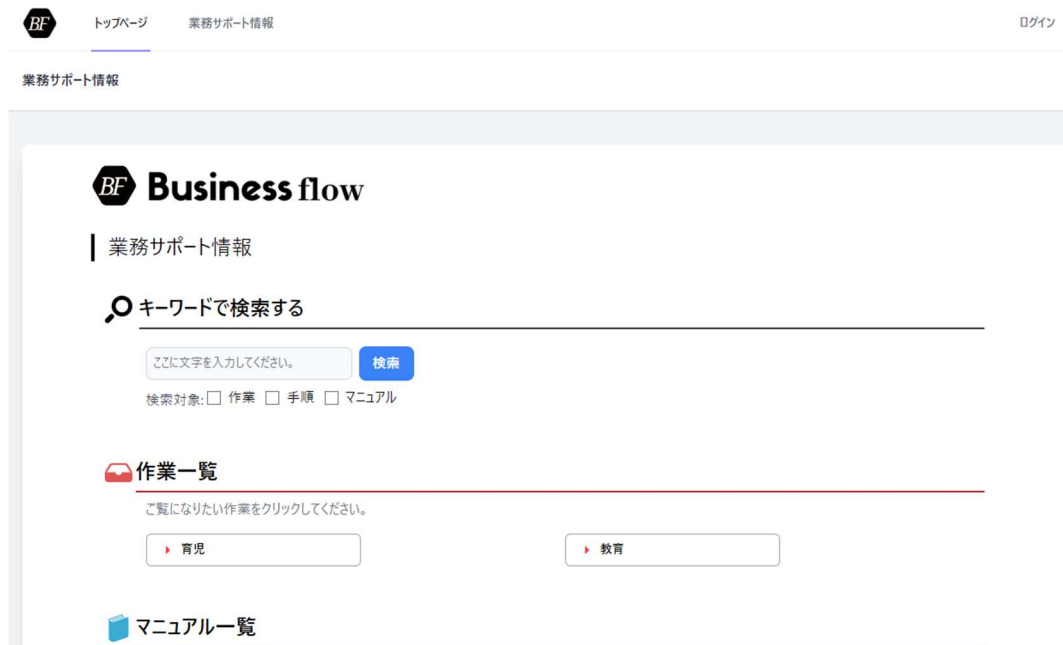 BF トップページ 業務サポート情報 ログイン
業務サポート情報
BF Business flow
業務サポート情報
キーワードで検索する
ここに文字を入力してください。 検索
検索対象: 作業 手順 マニュアル
作業一覧
ご覧になりたい作業をクリックしてください。
育児 教育
マニュアル一覧